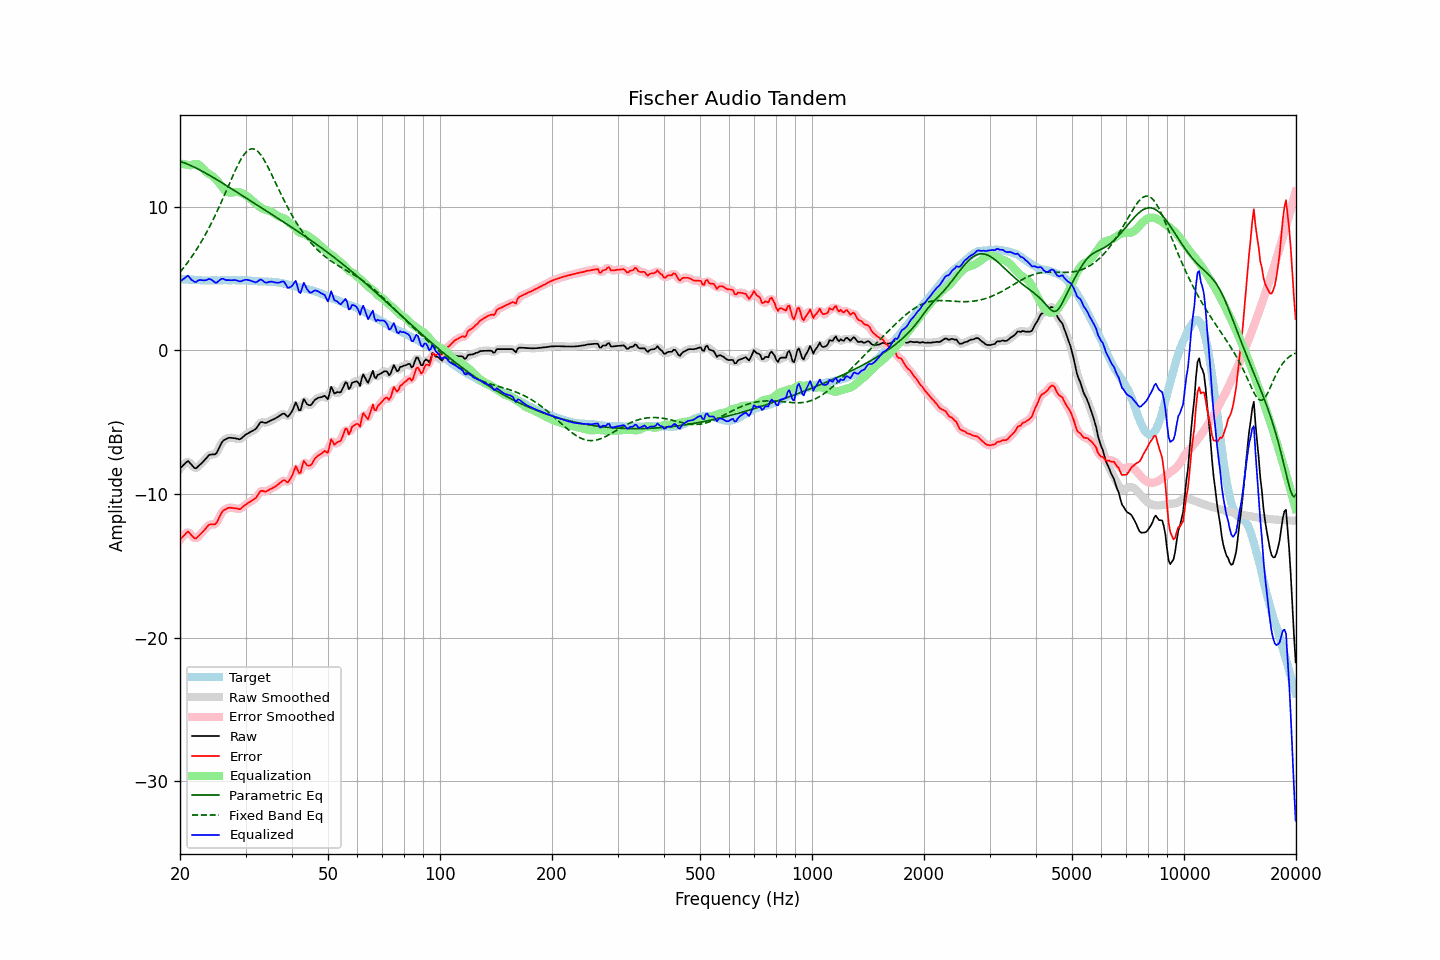 Fischer Audio Tandem
Amplitude (dBr)
10
0
−10
−20
−30
Target
Raw Smoothed
Error Smoothed
Raw
Error
Equalization
Parametric Eq
Fixed Band Eq
Equalized
20 50 100 200 500 1000 2000 5000 10000 20000
Frequency (Hz)